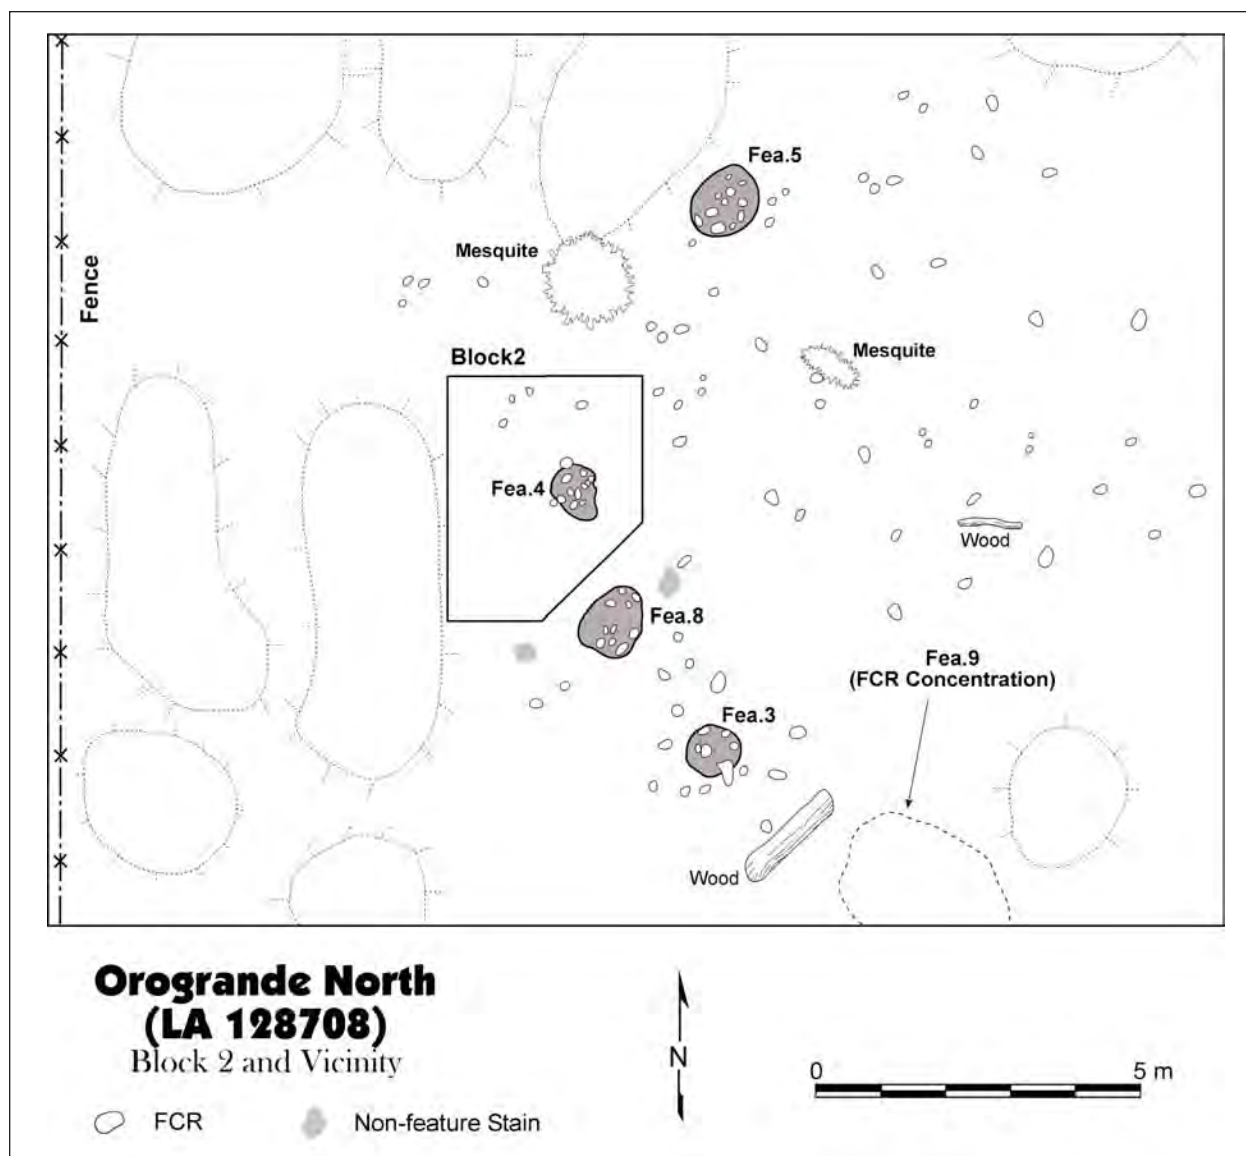 Fea.5
Mesquite
Fence
Mesquite
Block2
Fea.4
Wood
Fea.8
Fea.9
(FCR Concentration)
Fea.3
Wood
Orogrande North
(LA 128708)
Block 2 and Vicinity
FCR
Non-feature Stain
N
0
5 m